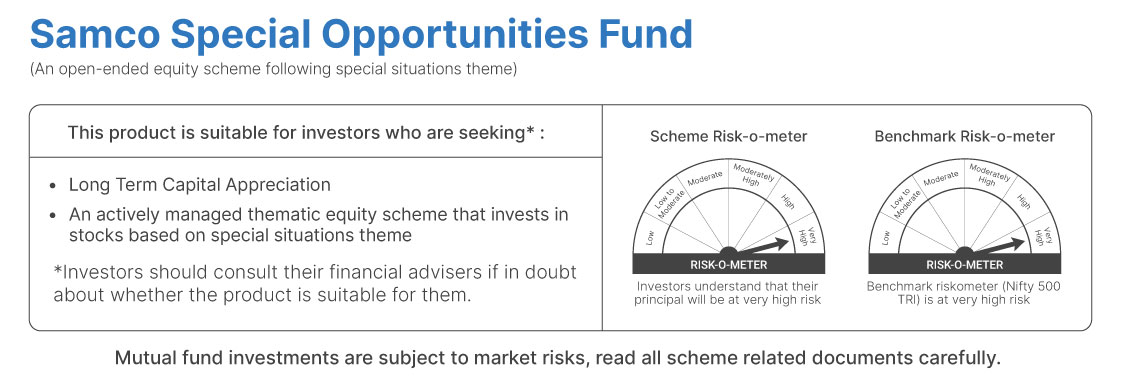 Samco Special Opportunities Fund
(An open-ended equity scheme following special situations theme)
This product is suitable for investors who are seeking* :
• Long Term Capital Appreciation
• An actively managed thematic equity scheme that invests in
stocks based on special situations theme
*Investors should consult their financial advisers if in doubt
about whether the product is suitable for them.
Scheme Risk-o-meter
Low
Low to
Moderate
Moderate
Moderately
High
High
Very
High
RISK-O-METER
Investors understand that their
principal will be at very high risk
Benchmark Risk-o-meter
Low
Low to
Moderate
Moderate
Moderately
High
High
Very
High
RISK-O-METER
Benchmark riskometer (Nifty 500
TRI) is at very high risk
Mutual fund investments are subject to market risks, read all scheme related documents carefully.